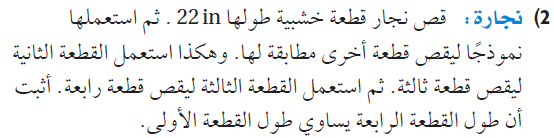 (2 نجارة: قص نجار قطعة خشبية طولها 22 in . ثم استعملها
نموذجًا ليقص قطعة أخرى مطابقة لها. وهكذا استعمل القطعة الثانية
ليقص قطعة ثالثة. ثم استعمل القطعة الثالثة ليقص قطعة رابعة. أثبت
أن طول القطعة الرابعة يساوي طول القطعة الأولى.